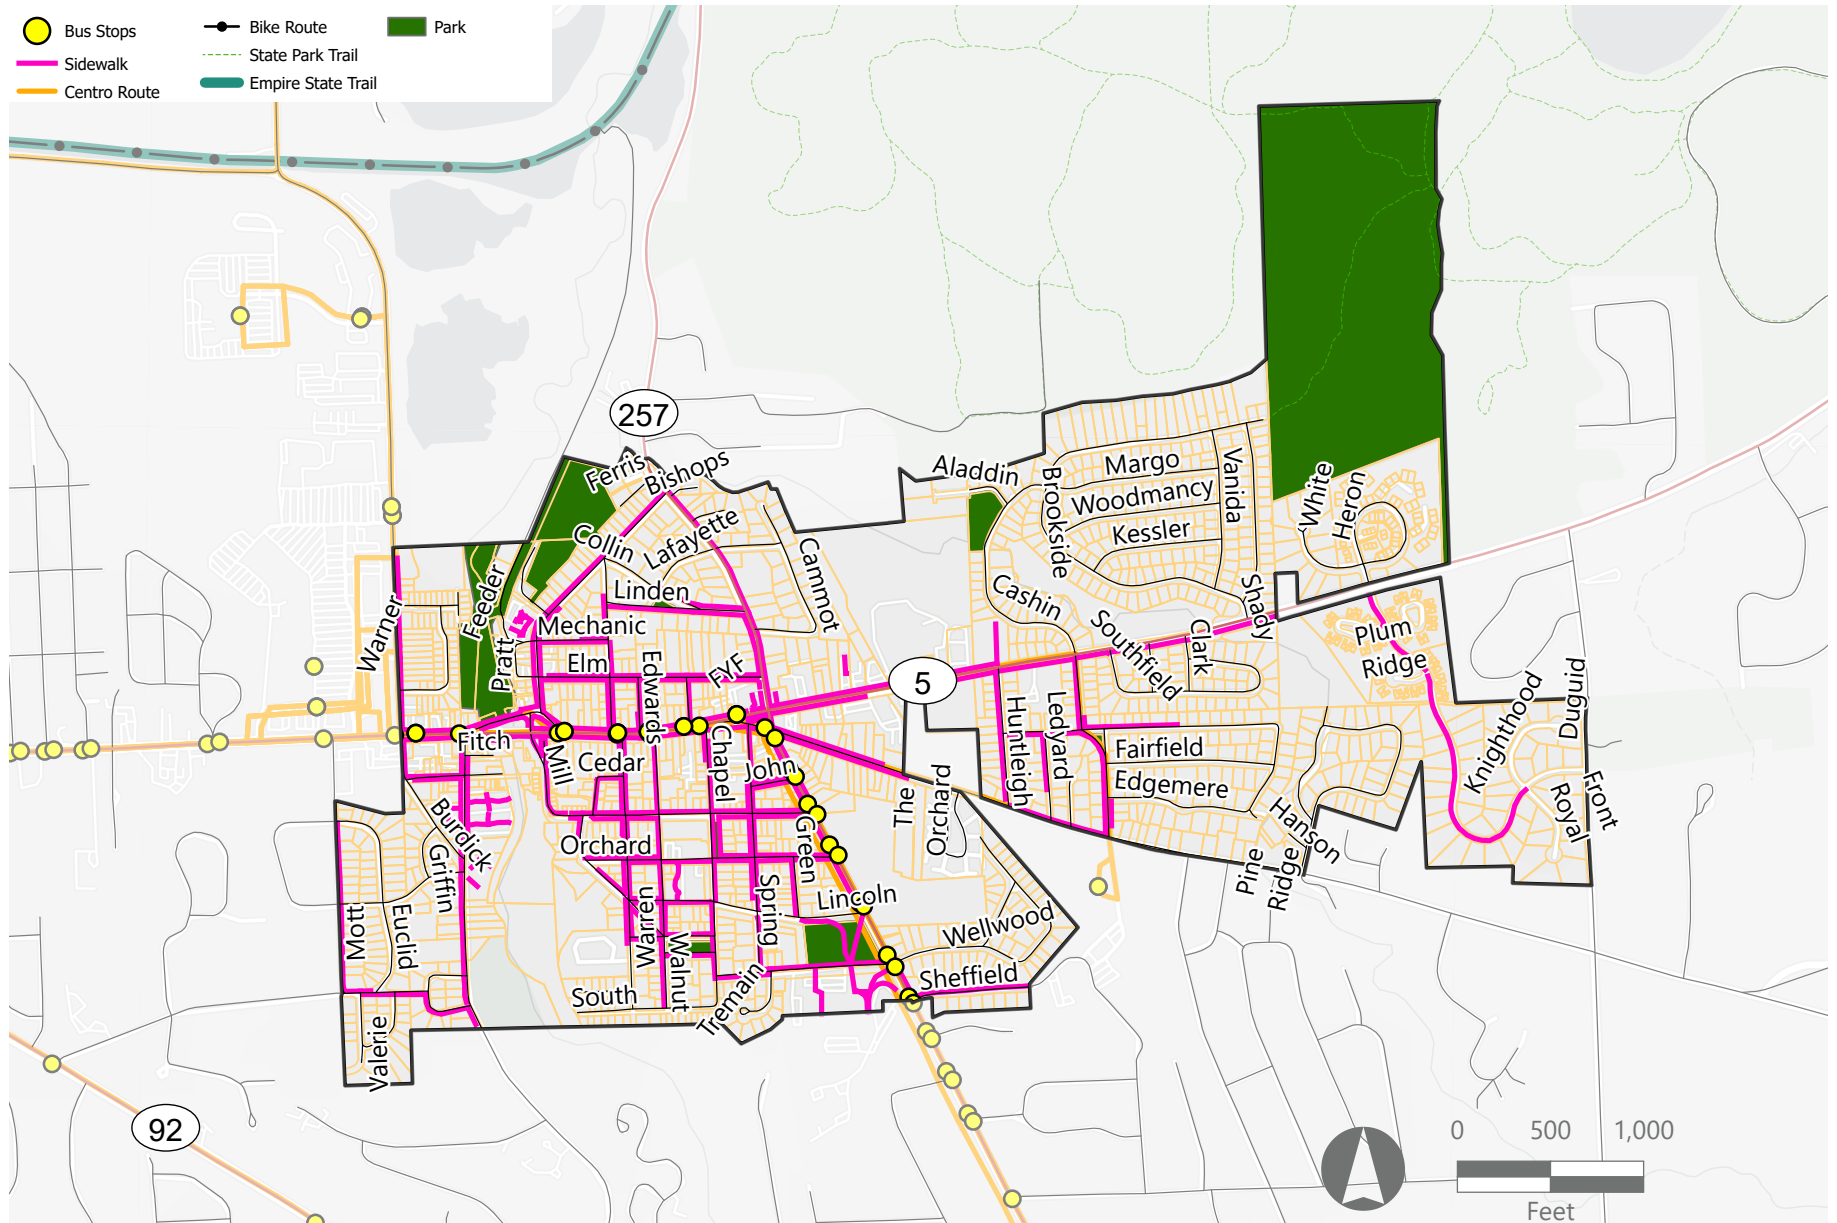 Bus Stops
Sidewalk
Centro Route
Bike Route
State Park Trail
Empire State Trail
Park
257
Ferris
Bishops
Collin
Lafayette
Linden
Cammot
Feeder
Warner
Pratt
Mechanic
Elm
Edwards
FYF
Fitch
Mill
Cedar
Chapel
John
Burdick
Griffin
Orchard
Green
Mott
Euclid
Warren
Walnut
Spring
Lincoln
Tremain
South
Valerie
Wellwood
Sheffield
The
Orchard
5
Aladdin
Brookside
Margo
Woodmancy
Kessler
Vanida
White
Heron
Cashin
Southfield
Clark
Shady
Plum
Ridge
Huntleigh
Ledyard
Fairfield
Edgemere
Hanson
Pine
Ridge
Knighthood
Duguid
Royal
Front
92
0 500 1,000
Feet